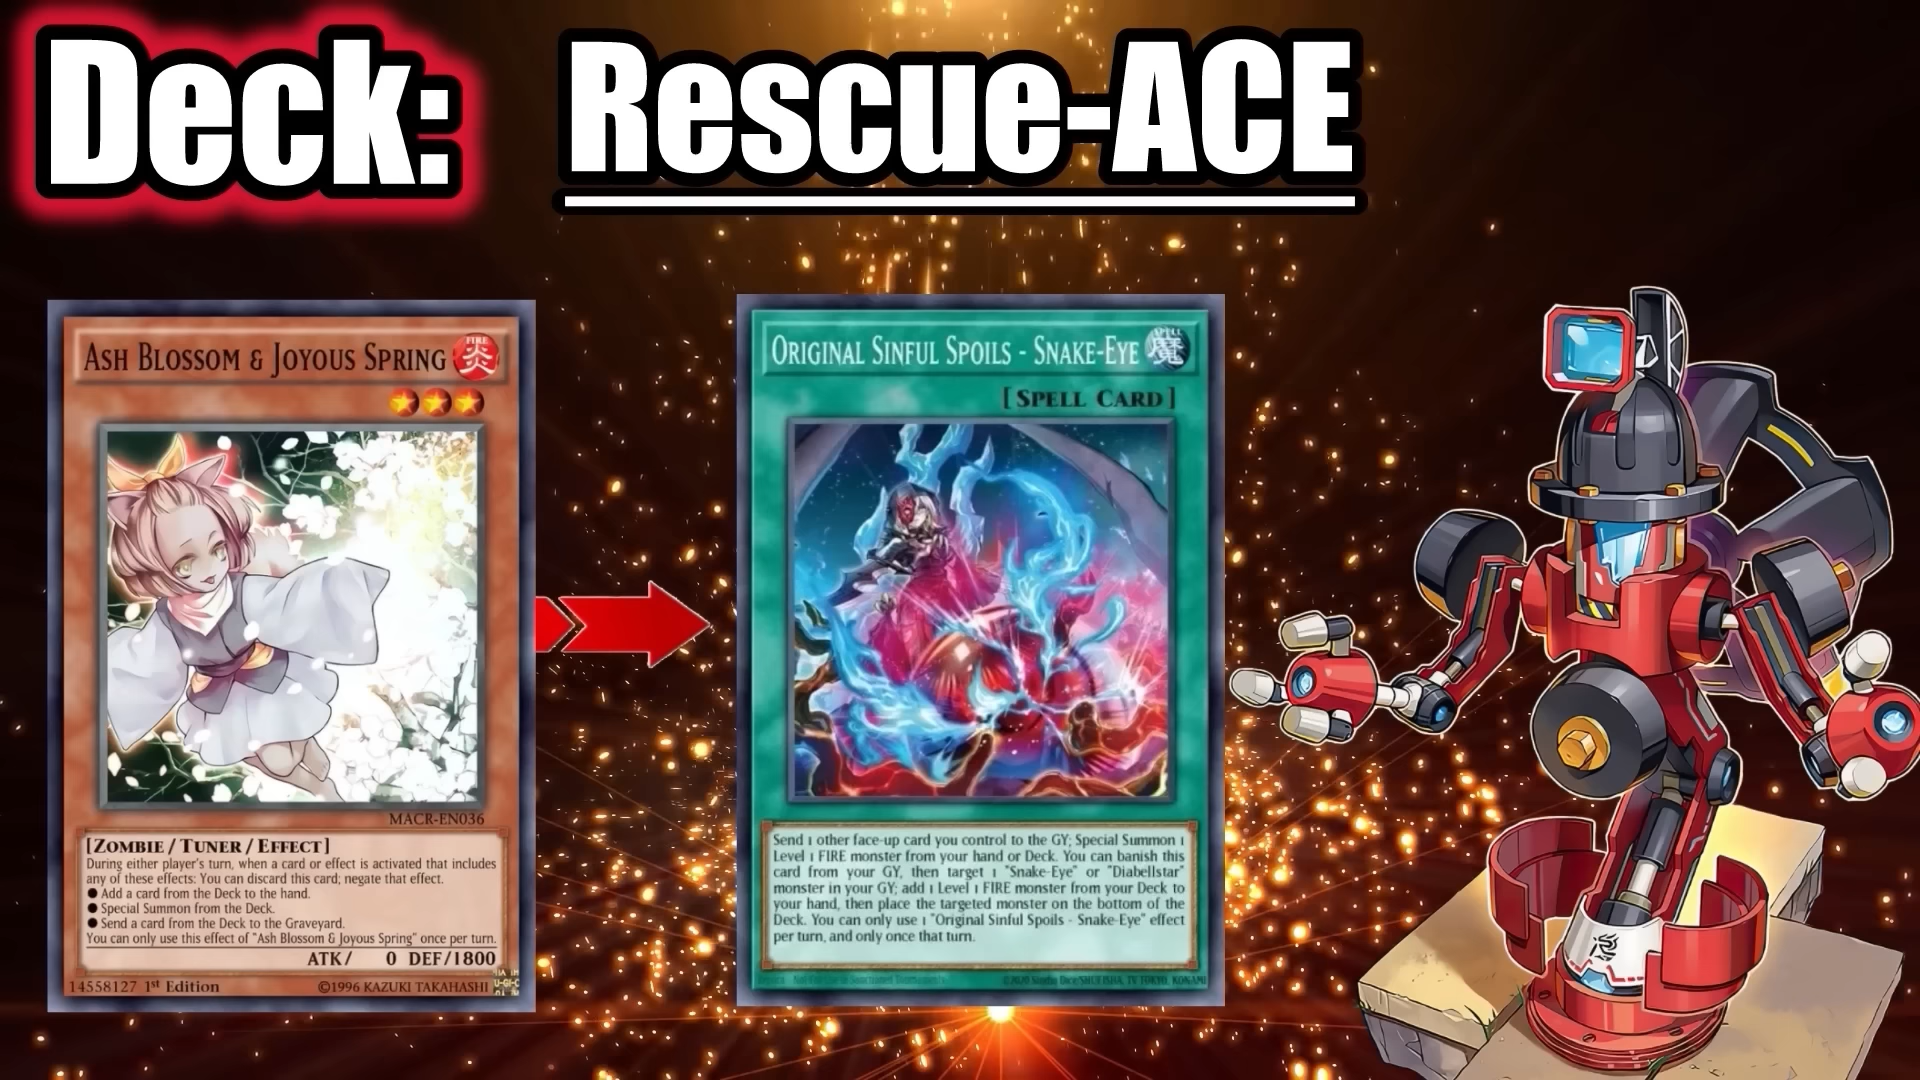 Deck: Rescue-ACE
ASH BLOSSOM & JOYOUS SPRING
FIRE
炎
MACR-EN036
[ZOMBIE / TUNER / EFFECT]
During either player's turn, when a card or effect is activated that includes
any of these effects: You can discard this card; negate that effect.
● Add a card from the Deck to the hand.
● Special Summon from the Deck.
● Send a card from the Deck to the Graveyard.
You can only use this effect of "Ash Blossom & Joyous Spring" once per turn.
ATK/ 0 DEF/1800
14558127 1st Edition ©1996 KAZUKI TAKAHASHI
ORIGINAL SINFUL SPOILS - SNAKE-EYE
魔
[SPELL CARD]
Send 1 other face-up card you control to the GY; Special Summon 1
Level 1 FIRE monster from your hand or Deck. You can banish this
card from your GY, then target 1 "Snake-Eye" or "Diabellstar"
monster in your GY; add 1 Level 1 FIRE monster from your Deck to
your hand, then place the targeted monster on the bottom of the
Deck. You can only use 1 "Original Sinful Spoils - Snake-Eye" effect
per turn, and only once that turn.
©2020 Studio Dice/SHUEISHA, TV TOKYO, KONAMI